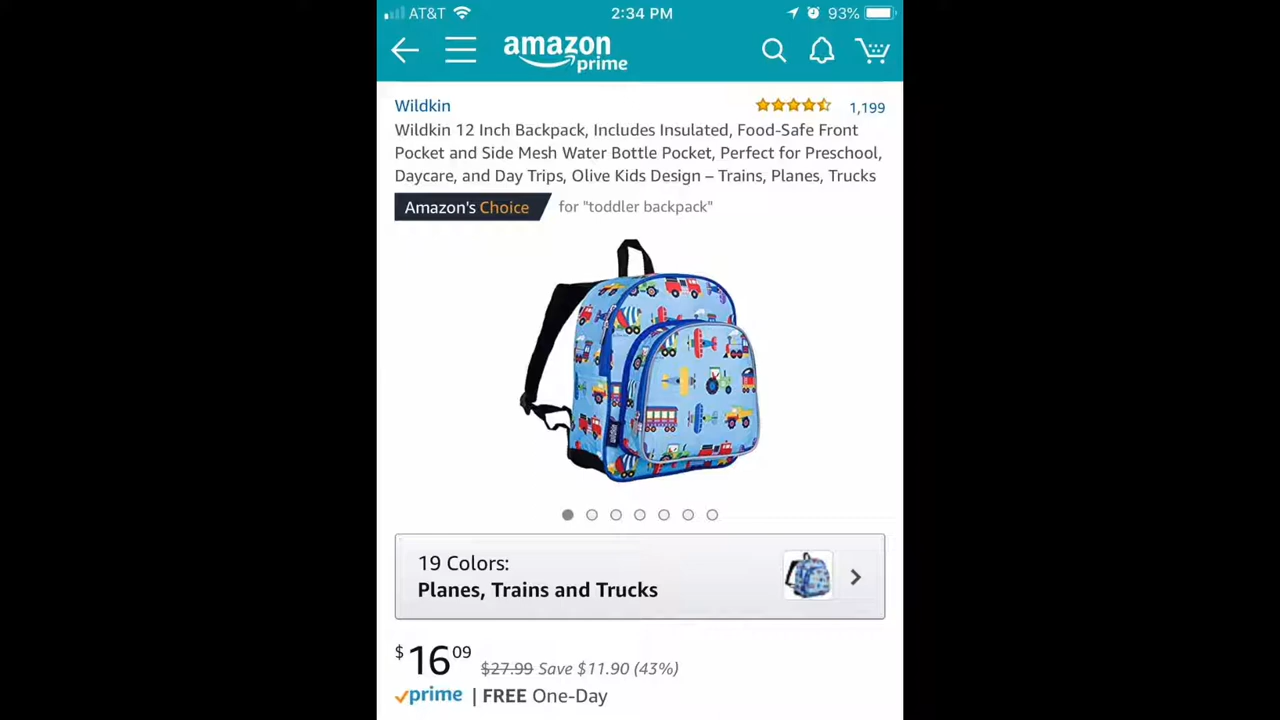 AT&T 2:34 PM 93%
amazon prime
Wildkin 1,199
Wildkin 12 Inch Backpack, Includes Insulated, Food-Safe Front
Pocket and Side Mesh Water Bottle Pocket, Perfect for Preschool,
Daycare, and Day Trips, Olive Kids Design – Trains, Planes, Trucks
Amazon's Choice for "toddler backpack"
19 Colors:
Planes, Trains and Trucks
$16 09 $27.99 Save $11.90 (43%)
prime | FREE One-Day